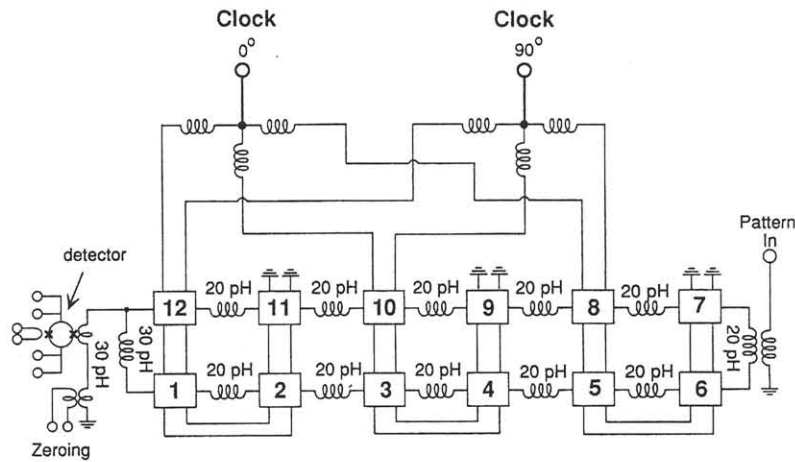 Clock
0°
Clock
90°
Pattern
In
detector
20 pH
20 pH
20 pH
20 pH
20 pH
12
11
10
9
8
7
30 pH
30 pH
20 pH
20 pH
20 pH
20 pH
20 pH
20 pH
1
2
3
4
5
6
Zeroing